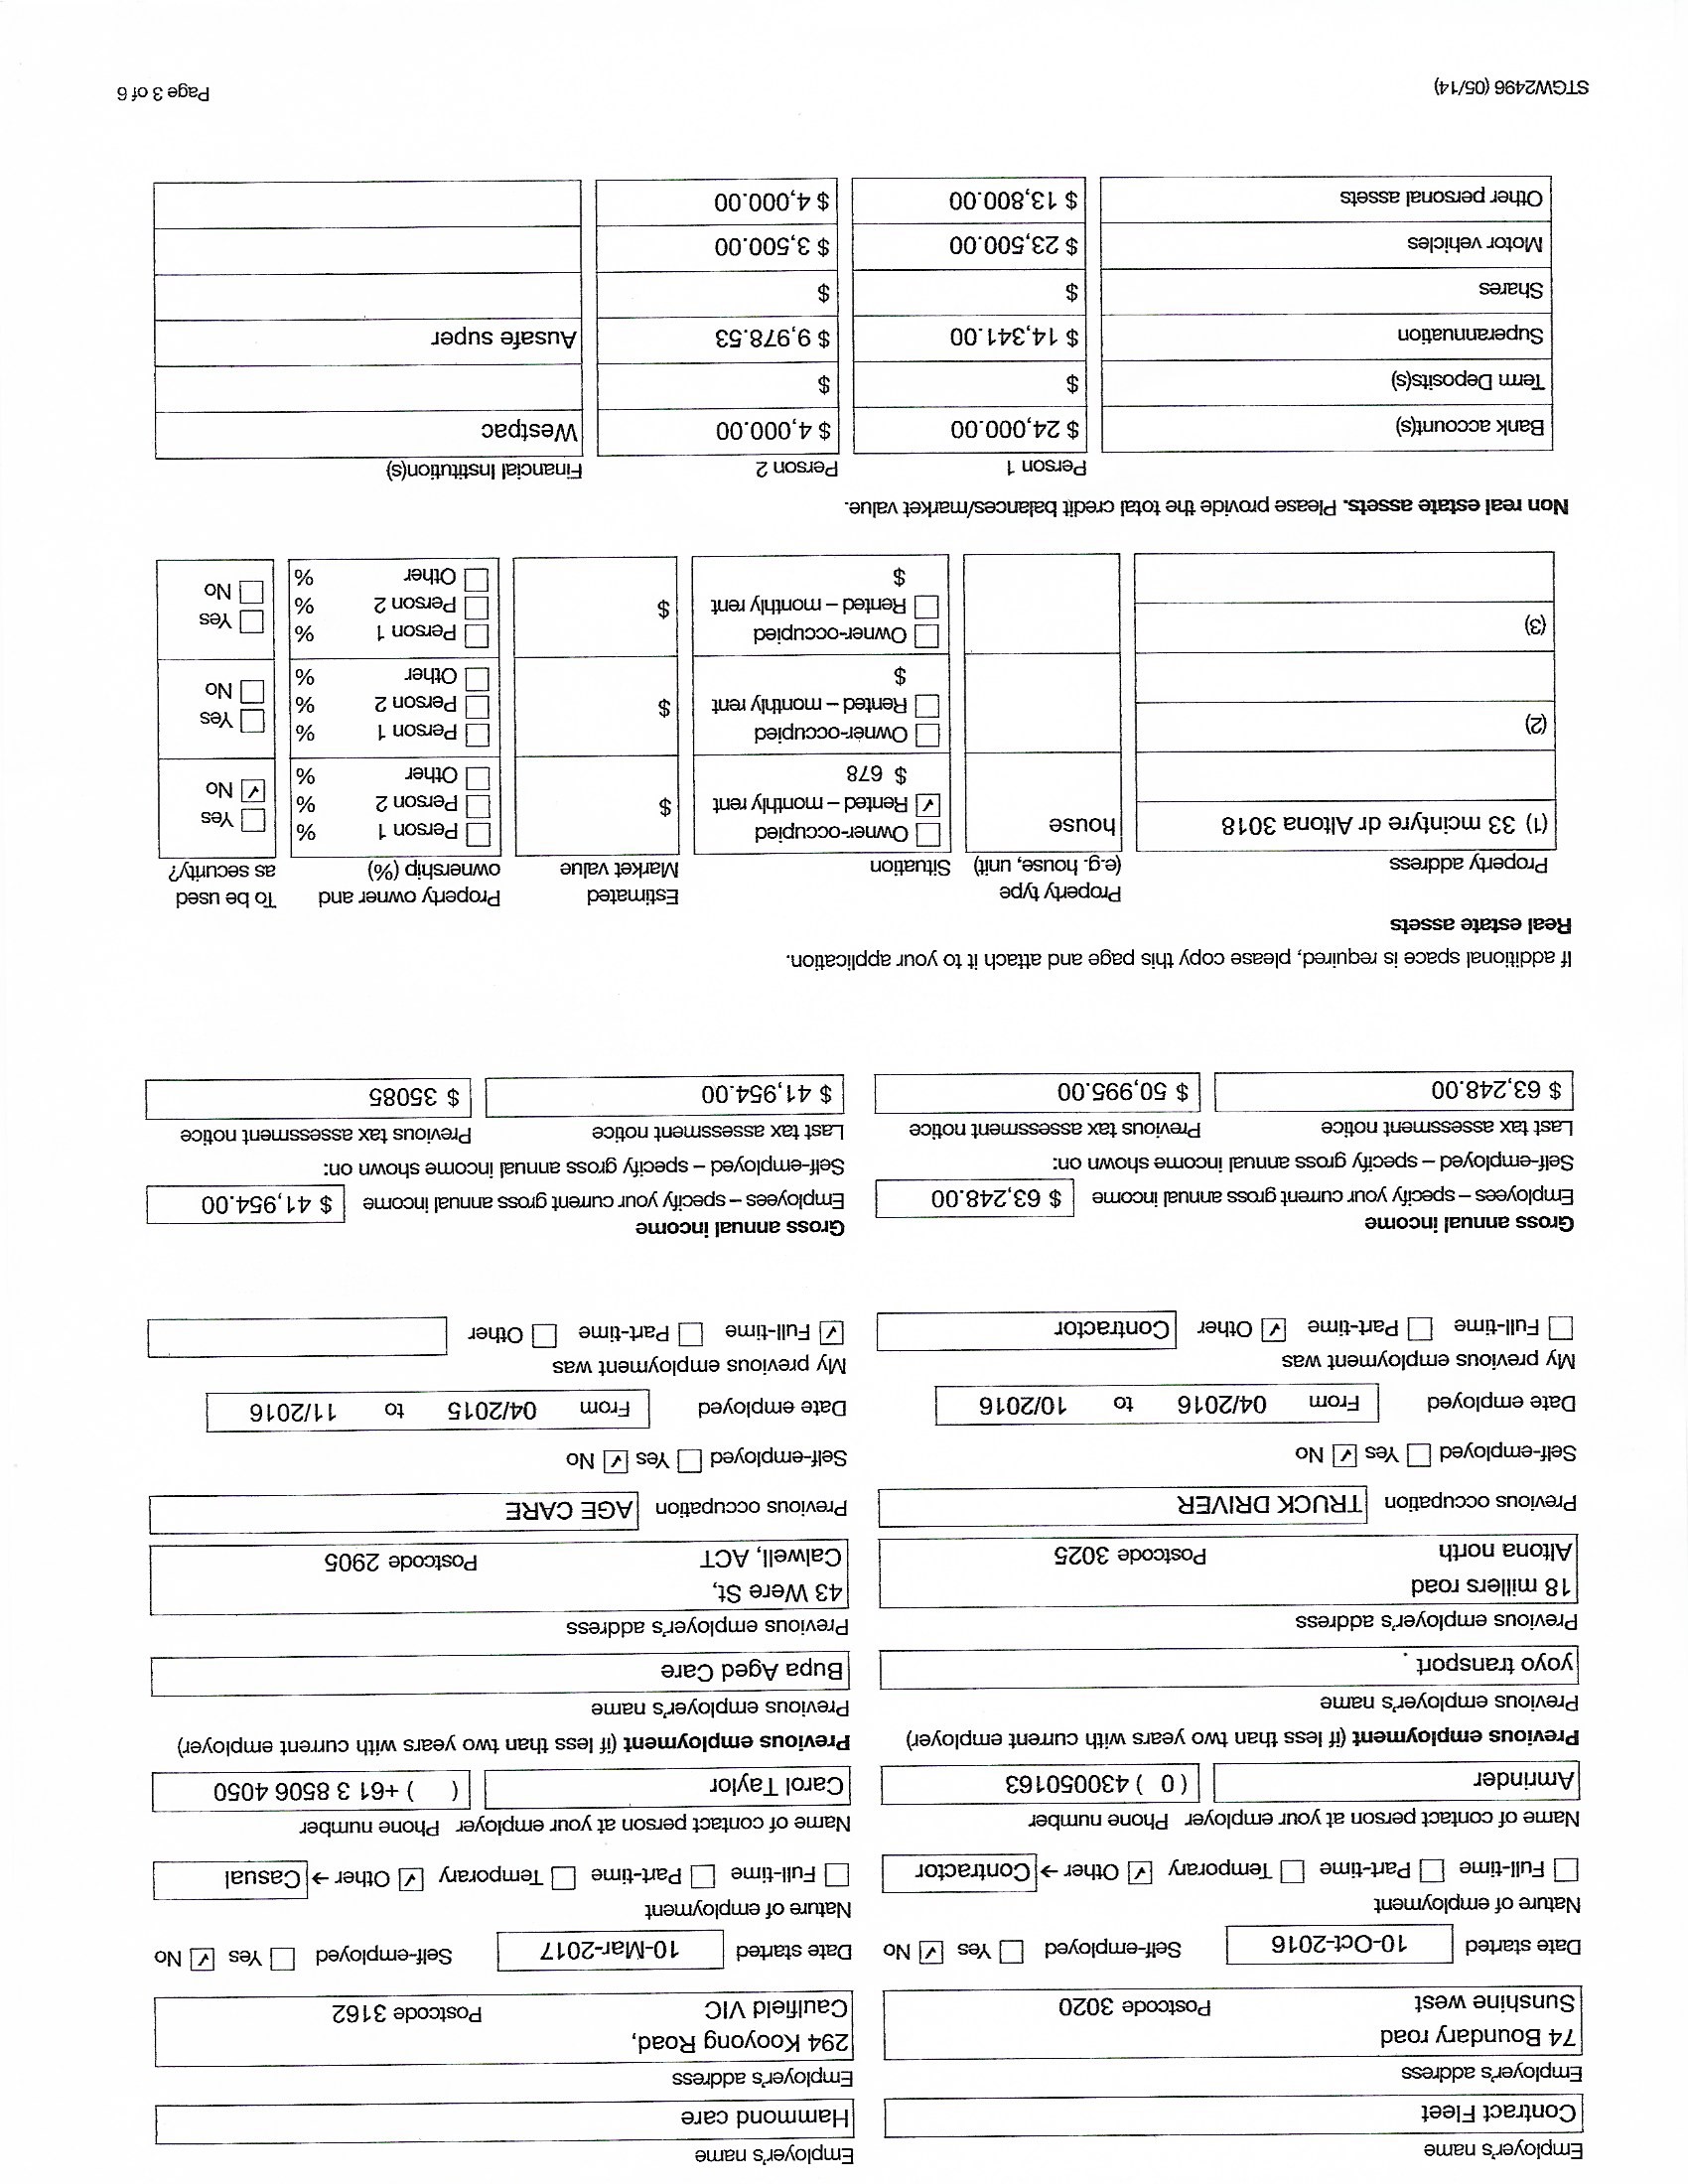 Employer's name
Contract Fleet
Employer's address
74 Boundary road
Sunshine west Postcode 3020
Date started 10-Oct-2016 Self-employed Yes ✓ No
Nature of employment
Full-time Part-time Temporary ✓ Other → Contractor
Name of contact person at your employer Phone number
Amrinder ( 0 ) 430050163
Previous employment (if less than two years with current employer)
Previous employer's name
yoyo transport .
Previous employer's address
18 millers road
Altona north Postcode 3025
Previous occupation TRUCK DRIVER
Self-employed Yes ✓ No
Date employed From 04/2016 to 10/2016
My previous employment was
Full-time Part-time ✓ Other Contractor
Gross annual income
Employees – specify your current gross annual income $ 63,248.00
Self-employed – specify gross annual income shown on:
Last tax assessment notice Previous tax assessment notice
$ 63,248.00 $ 50,995.00
Employer's name
Hammond care
Employer's address
294 Kooyong Road,
Caulfield VIC Postcode 3162
Date started 10-Mar-2017 Self-employed Yes ✓ No
Nature of employment
Full-time Part-time Temporary ✓ Other → Casual
Name of contact person at your employer Phone number
Carol Taylor ( ) +61 3 8506 4050
Previous employment (if less than two years with current employer)
Previous employer's name
Bupa Aged Care
Previous employer's address
43 Were St,
Calwell, ACT Postcode 2905
Previous occupation AGE CARE
Self-employed Yes ✓ No
Date employed From 04/2015 to 11/2016
My previous employment was
✓ Full-time Part-time Other
Gross annual income
Employees – specify your current gross annual income $ 41,954.00
Self-employed – specify gross annual income shown on:
Last tax assessment notice Previous tax assessment notice
$ 41,954.00 $ 35085
If additional space is required, please copy this page and attach it to your application.
Real estate assets
Property address Property type (e.g. house, unit) Situation Estimated Market value Property owner and ownership (%) To be used as security?
(1) 33 mcintyre dr Altona 3018 house Owner-occupied $ Person 1 % Yes
✓ Rented – monthly rent Person 2 % ✓ No
$ 678 Other %
(2) Owner-occupied $ Person 1 % Yes
Rented – monthly rent Person 2 % No
$ Other %
(3) Owner-occupied $ Person 1 % Yes
Rented – monthly rent Person 2 % No
$ Other %
Non real estate assets. Please provide the total credit balances/market value.
Person 1 Person 2 Financial Institution(s)
Bank account(s) $ 24,000.00 $ 4,000.00 Westpac
Term Deposits(s) $ $
Superannuation $ 14,341.00 $ 9,978.53 Ausafe super
Shares $ $
Motor vehicles $ 23,500.00 $ 3,500.00
Other personal assets $ 13,800.00 $ 4,000.00
STGW2496 (05/14) Page 3 of 6